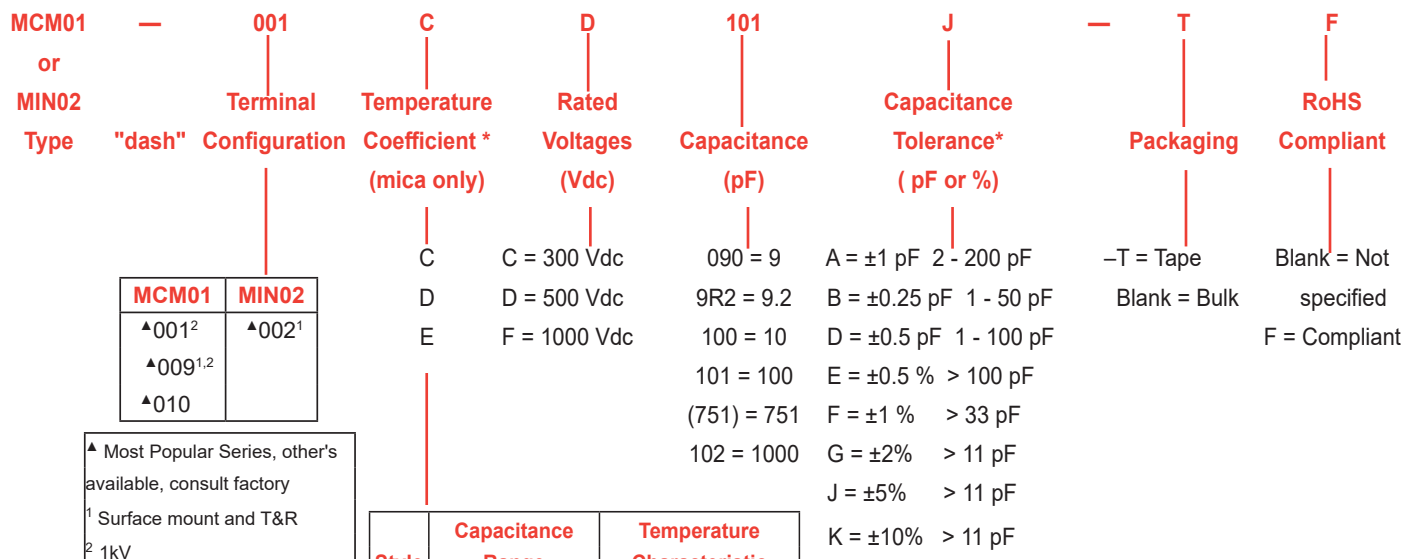 MCM01 — 001 C D 101 J — T F
or
MIN02 Terminal Temperature Rated Capacitance RoHS
Type "dash" Configuration Coefficient * Voltages Capacitance Tolerance* Packaging Compliant
(mica only) (Vdc) (pF) ( pF or %)
C C = 300 Vdc 090 = 9 A = ±1 pF 2 - 200 pF –T = Tape Blank = Not
D D = 500 Vdc 9R2 = 9.2 B = ±0.25 pF 1 - 50 pF Blank = Bulk specified
E F = 1000 Vdc 100 = 10 D = ±0.5 pF 1 - 100 pF F = Compliant
101 = 100 E = ±0.5 % > 100 pF
(751) = 751 F = ±1 % > 33 pF
102 = 1000 G = ±2% > 11 pF
J = ±5% > 11 pF
K = ±10% > 11 pF
MCM01 MIN02
▲001² ▲002¹
▲009¹,²
▲010
▲ Most Popular Series, other's
available, consult factory
¹ Surface mount and T&R
² 1kV
Capacitance Temperature
Style Range Characteristic